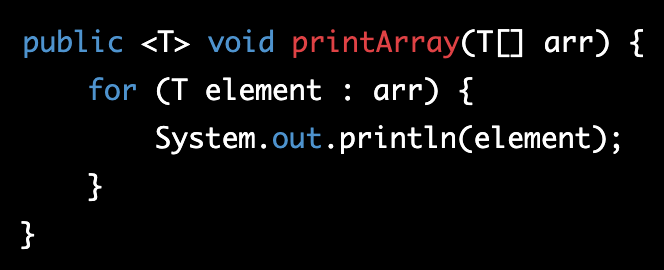 public <T> void printArray(T[] arr) {
    for (T element : arr) {
        System.out.println(element);
    }
}